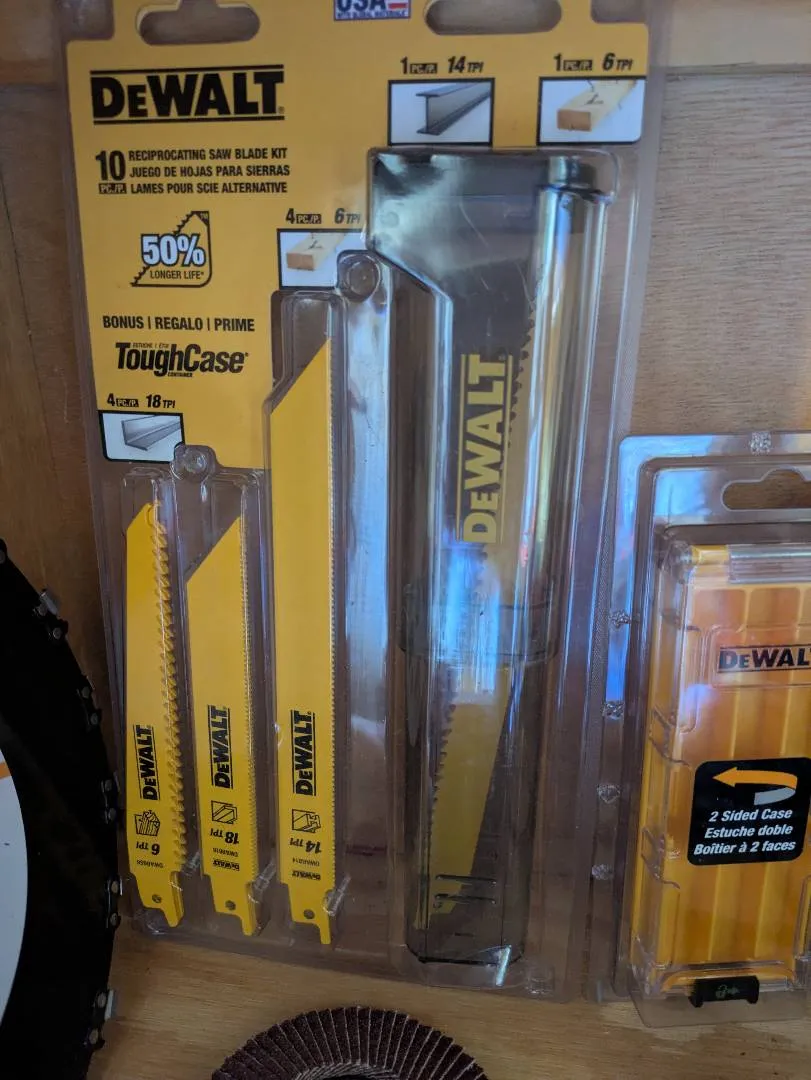 USA
DEWALT
10 PC./P.
RECIPROCATING SAW BLADE KIT
JUEGO DE HOJAS PARA SIERRAS
LAMES POUR SCIE ALTERNATIVE
1 PC./P. 14 TPI
1 PC./P. 6 TPI
50%
LONGER LIFE*
4 PC./P. 6 TPI
BONUS | REGALO | PRIME
ToughCase
CONTAINER
4 PC./P. 18 TPI
DEWALT
6 TPI
DEWALT
18 TPI
DEWALT
14 TPI
DEWALT
DEWALT
DEWAL
2 Sided Case
Estuche doble
Boîtier à 2 faces